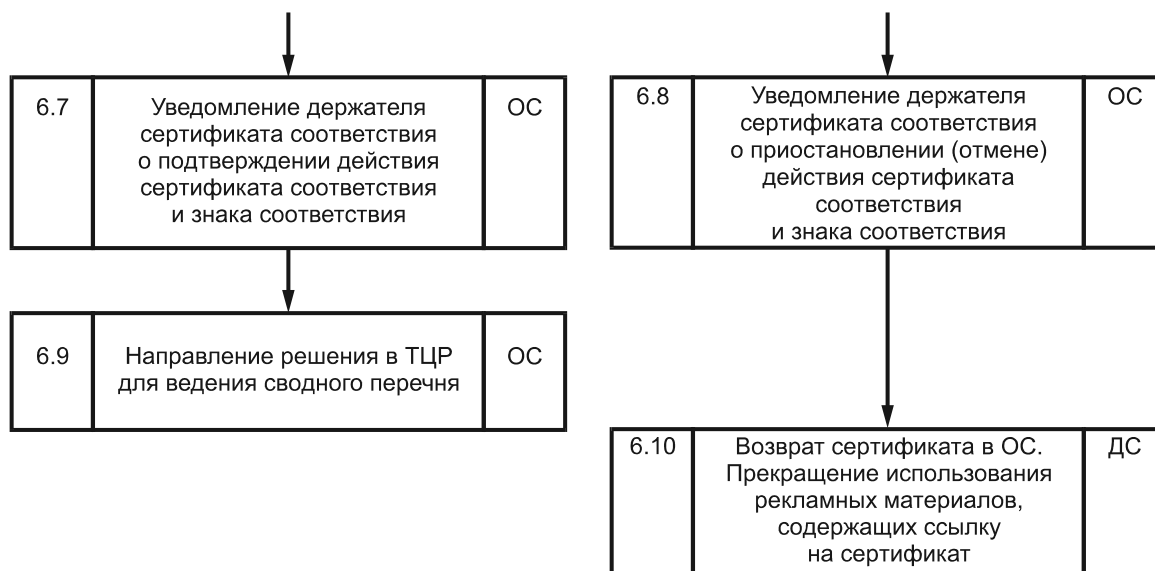 6.7
Уведомление держателя
сертификата соответствия
о подтверждении действия
сертификата соответствия
и знака соответствия
ОС
6.8
Уведомление держателя
сертификата соответствия
о приостановлении (отмене)
действия сертификата
соответствия
и знака соответствия
ОС
6.9
Направление решения в ТЦР
для ведения сводного перечня
ОС
6.10
Возврат сертификата в ОС.
Прекращение использования
рекламных материалов,
содержащих ссылку
на сертификат
ДС